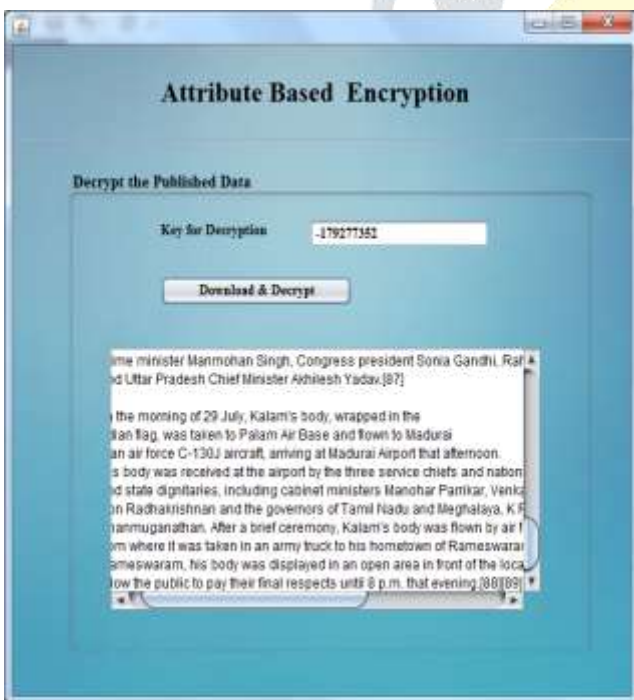 Attribute Based Encryption
Decrypt the Published Data
Key for Decryption
-179277352
Download & Decrypt
ime minister Manmohan Singh, Congress president Sonia Gandhi, Rah
nd Uttar Pradesh Chief Minister Akhilesh Yadav.[87]
the morning of 29 July, Kalam's body, wrapped in the
dian flag, was taken to Palam Air Base and flown to Madurai
an air force C-130J aircraft, arriving at Madurai Airport that afternoon.
s body was received at the airport by the three service chiefs and nation
nd state dignitaries, including cabinet ministers Manohar Parrikar, Venka
on Radhakrishnan and the governors of Tamil Nadu and Meghalaya, K R
hanmuganathan. After a brief ceremony, Kalam's body was flown by air f
om where it was taken in an army truck to his hometown of Rameswaram
ameswaram, his body was displayed in an open area in front of the loca
low the public to pay their final respects until 8 p.m. that evening.[88][89]